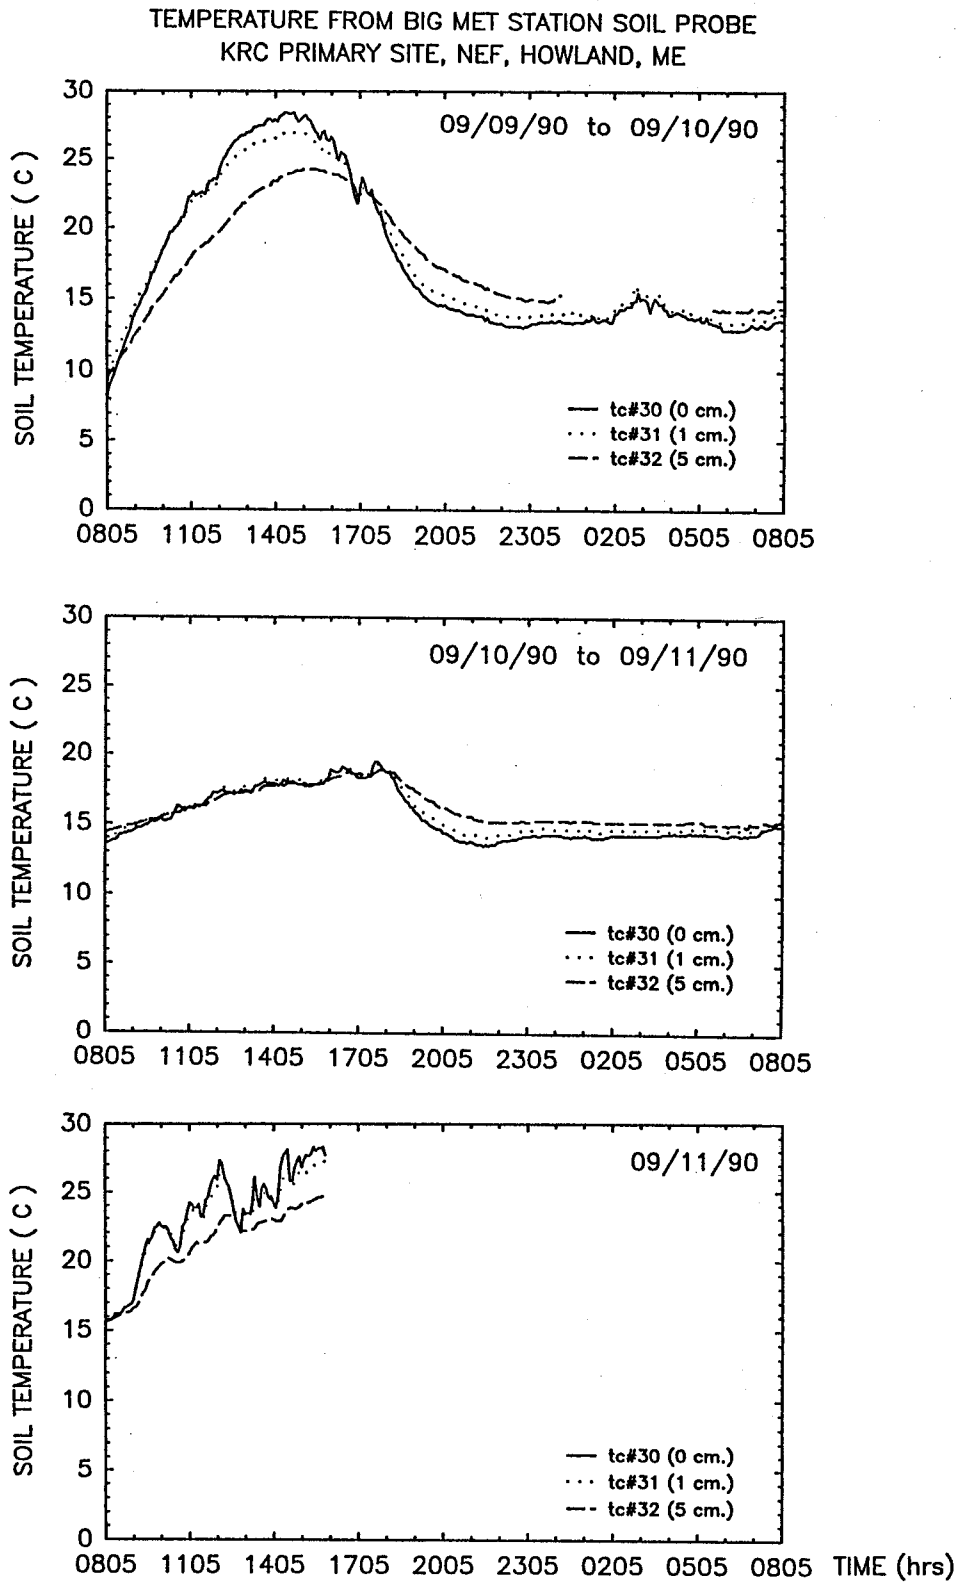 TEMPERATURE FROM BIG MET STATION SOIL PROBE
KRC PRIMARY SITE, NEF, HOWLAND, ME
09/09/90 to 09/10/90
SOIL TEMPERATURE ( C )
30
25
20
15
10
5
0
tc#30 (0 cm.)
tc#31 (1 cm.)
tc#32 (5 cm.)
0805 1105 1405 1705 2005 2305 0205 0505 0805
09/10/90 to 09/11/90
SOIL TEMPERATURE ( C )
30
25
20
15
10
5
0
tc#30 (0 cm.)
tc#31 (1 cm.)
tc#32 (5 cm.)
0805 1105 1405 1705 2005 2305 0205 0505 0805
09/11/90
SOIL TEMPERATURE ( C )
30
25
20
15
10
5
0
tc#30 (0 cm.)
tc#31 (1 cm.)
tc#32 (5 cm.)
0805 1105 1405 1705 2005 2305 0205 0505 0805 TIME (hrs)